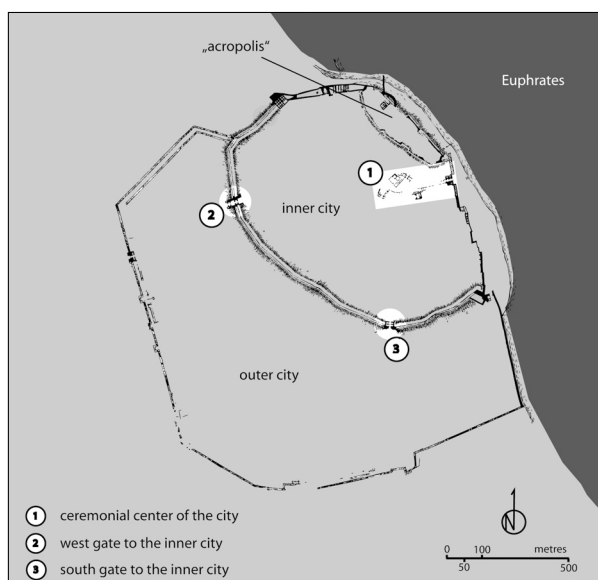 „acropolis“
Euphrates
1
2
inner city
3
outer city
1 ceremonial center of the city
2 west gate to the inner city
3 south gate to the inner city
N
0 100 metres
50 500